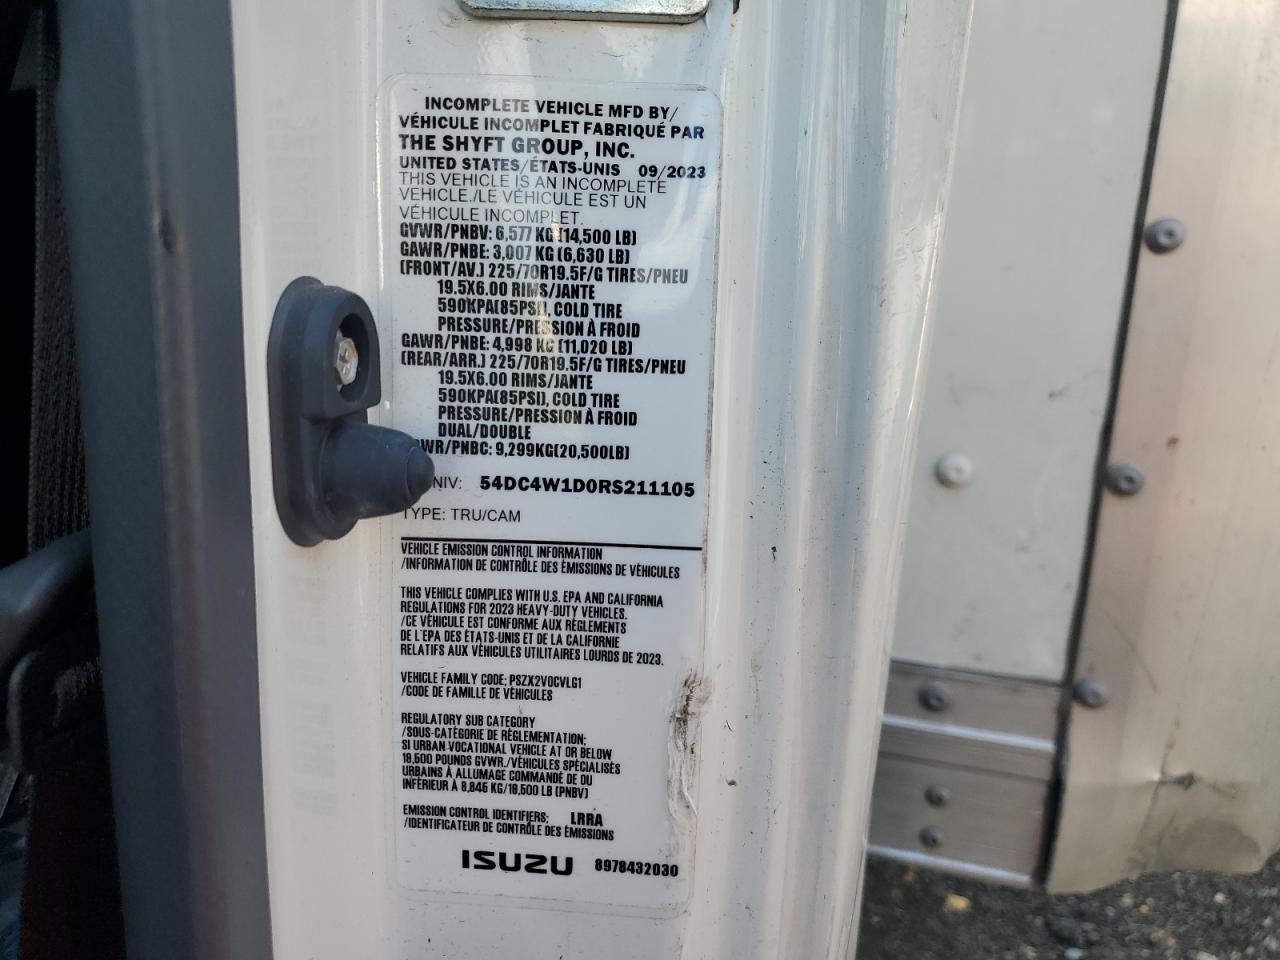 INCOMPLETE VEHICLE MFD BY/
VÉHICULE INCOMPLET FABRIQUÉ PAR
THE SHYFT GROUP, INC.
UNITED STATES/ÉTATS-UNIS 09/2023
THIS VEHICLE IS AN INCOMPLETE
VEHICLE./LE VÉHICULE EST UN
VÉHICULE INCOMPLET.
GVWR/PNBV: 6,577 KG (14,500 LB)
GAWR/PNBE: 3,007 KG (6,630 LB)
(FRONT/AV.) 225/70R19.5F/G TIRES/PNEU
19.5X6.00 RIMS/JANTE
590KPA(85PSI), COLD TIRE
PRESSURE/PRESSION À FROID
GAWR/PNBE: 4,998 KG (11,020 LB)
(REAR/ARR.) 225/70R19.5F/G TIRES/PNEU
19.5X6.00 RIMS/JANTE
590KPA(85PSI), COLD TIRE
PRESSURE/PRESSION À FROID
DUAL/DOUBLE
WR/PNBC: 9,299KG(20,500LB)
NIV: 54DC4W1D0RS211105
TYPE: TRU/CAM
VEHICLE EMISSION CONTROL INFORMATION
/INFORMATION DE CONTRÔLE DES ÉMISSIONS DE VÉHICULES
THIS VEHICLE COMPLIES WITH U.S. EPA AND CALIFORNIA
REGULATIONS FOR 2023 HEAVY-DUTY VEHICLES.
/CE VÉHICULE EST CONFORME AUX RÈGLEMENTS
DE L'EPA DES ÉTATS-UNIS ET DE LA CALIFORNIE
RELATIFS AUX VÉHICULES UTILITAIRES LOURDS DE 2023.
VEHICLE FAMILY CODE; PSZX2VOCVLG1
/CODE DE FAMILLE DE VÉHICULES
REGULATORY SUB CATEGORY
/SOUS-CATÉGORIE DE RÉGLEMENTATION;
SI URBAN VOCATIONAL VEHICLE AT OR BELOW
19,500 POUNDS GVWR./VÉHICULES SPÉCIALISÉS
URBAINS À ALLUMAGE COMMANDÉ DE OU
INFÉRIEUR À 8,845 KG/19,500 LB (PNBV)
EMISSION CONTROL IDENTIFIERS; LRRA
/IDENTIFICATEUR DE CONTRÔLE DES ÉMISSIONS
ISUZU 8978432030